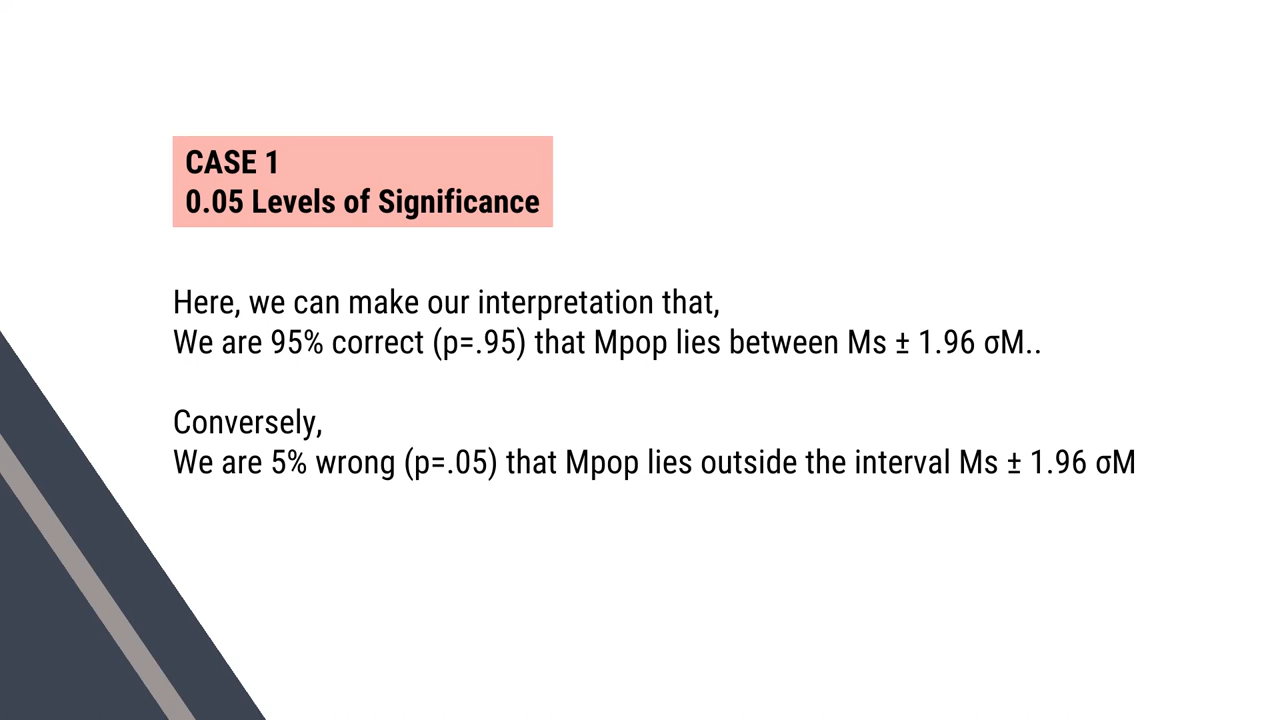 CASE 1
0.05 Levels of Significance
Here, we can make our interpretation that,
We are 95% correct (p=.95) that Mpop lies between Ms ± 1.96 σM..
Conversely,
We are 5% wrong (p=.05) that Mpop lies outside the interval Ms ± 1.96 σM